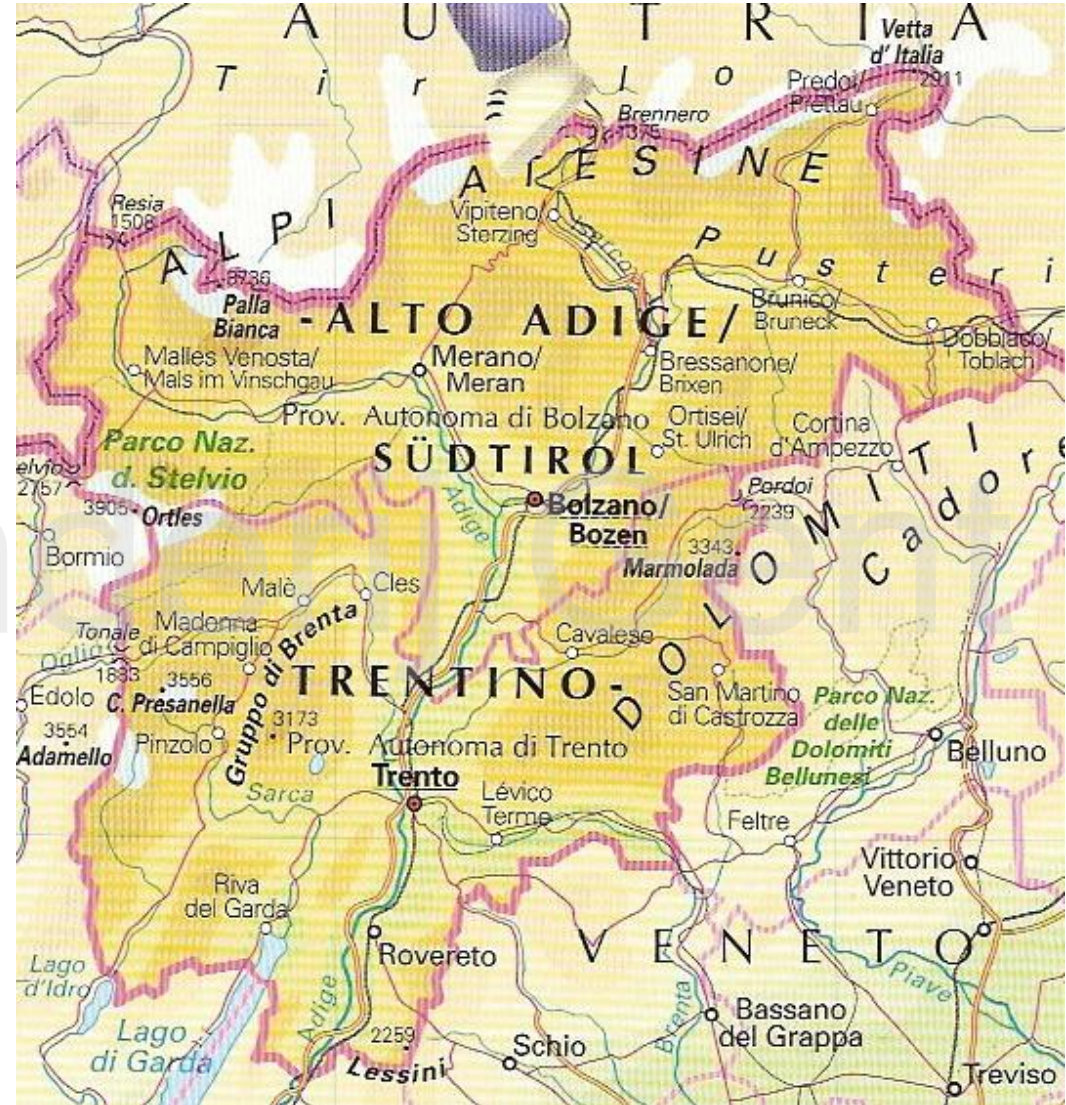 AUTRIA
Vetta
d' Italia
2911
Tirolo
Predoi/
Prettau
Brennero
1375
ALPI
AIESINE
Resia
1508
Vipiteno
Sterzing
Isarco
Pusteri
3736
Palla
Bianca
Brunico/
Bruneck
-ALTO ADIGE/
Dobbiaco/
Toblach
Malles Venosta/
Mals im Vinschgau
Merano/
Meran
Bressanone/
Brixen
Prov. Autonoma di Bolzano
Ortisei/
St. Ulrich
Cortina
d'Ampezzo
Parco Naz.
d. Stelvio
SÜDTIROL
elvio
2757
3905
Ortles
Adige
Bolzano/
Bozen
Pordoi
2239
DOLOMITI
Cadore
Bormio
3343
Marmolada
Malè
Cles
Madonna
di Campiglio
Gruppo di Brenta
Cavalese
Tonale
Oglio
1883
3556
C. Presanella
TRENTINO-
San Martino
di Castrozza
Edolo
3554
Adamello
Pinzolo
3173
Prov. Autonoma di Trento
Parco Naz.
delle
Dolomiti
Bellunesi
Belluno
Trento
Sarca
Lévico
Terme
Feltre
Vittorio
Veneto
Riva
del Garda
Rovereto
VENETO
Lago
d'Idro
Piave
Adige
Brenta
Bassano
del Grappa
Lago
di Garda
2259
Lessini
Schio
Treviso